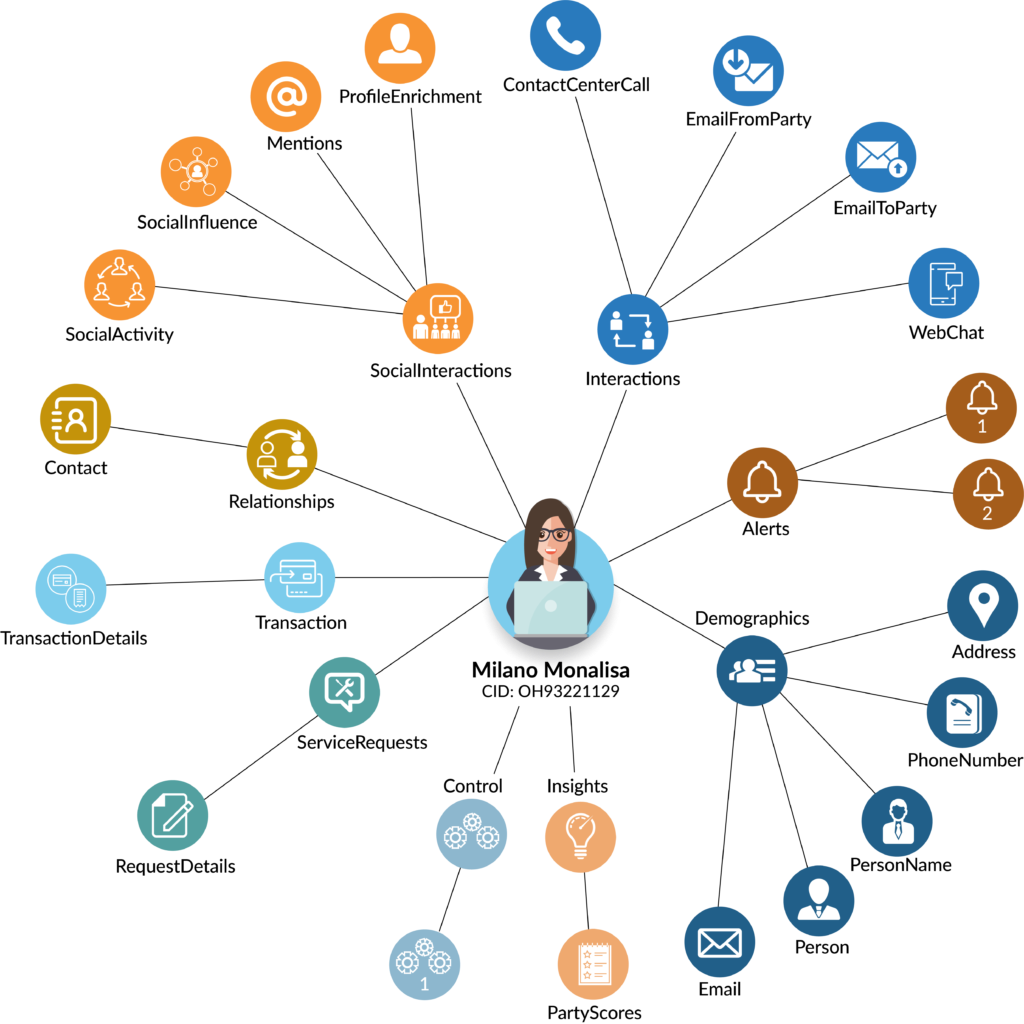 ProfileEnrichment
ContactCenterCall
Mentions
EmailFromParty
SocialInfluence
EmailToParty
SocialActivity
WebChat
SocialInteractions
Interactions
1
Contact
Relationships
Alerts
2
TransactionDetails
Transaction
Demographics
Address
Milano Monalisa
CID: OH93221129
ServiceRequests
PhoneNumber
Control
Insights
RequestDetails
PersonName
Person
1
Email
PartyScores